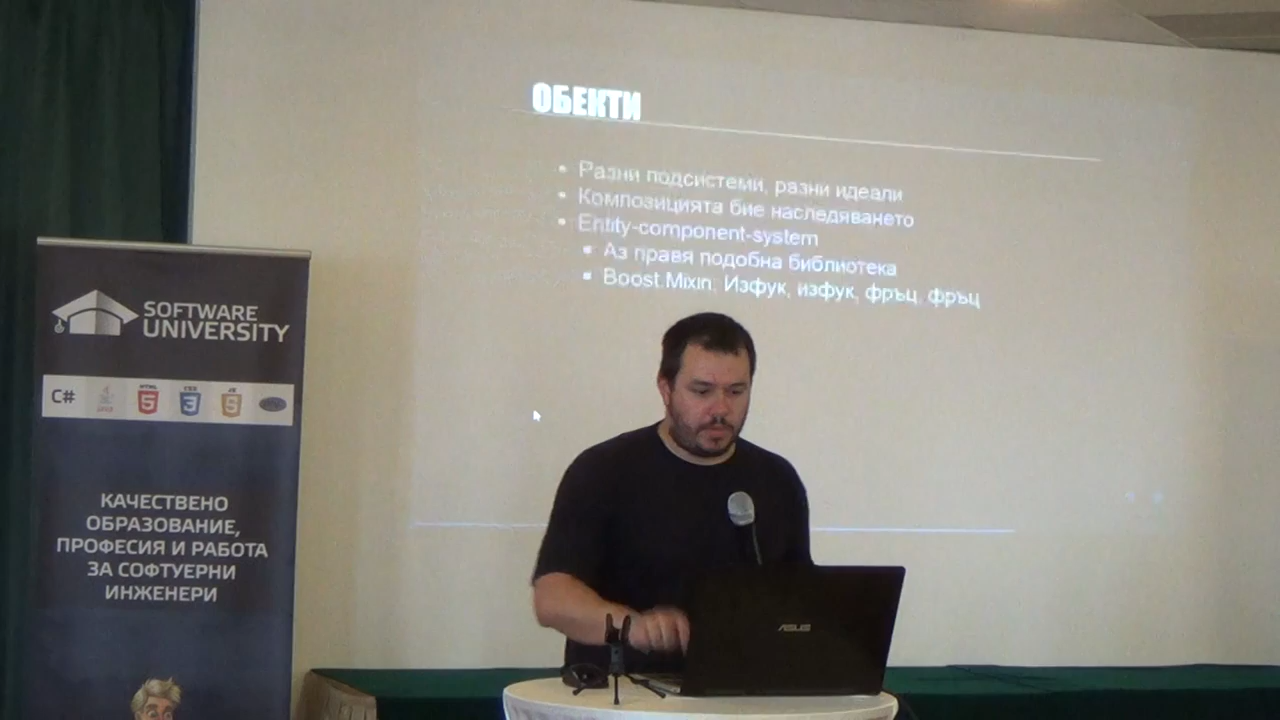 ОБЕКТИ
Разни подсистеми, разни идеали
Композицията бие наследяването
Entity-component-system
Аз правя подобна библиотека
Boost.Mixin. Изфук, изфук, фръц, фръц
SOFTWARE
UNIVERSITY
C#
HTML
5
3
JS
5
КАЧЕСТВЕНО
ОБРАЗОВАНИЕ,
ПРОФЕСИЯ И РАБОТА
ЗА СОФТУЕРНИ
ИНЖЕНЕРИ
ASUS